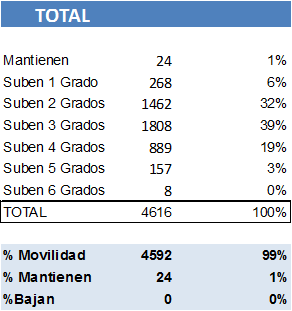 TOTAL
Mantienen 24 1%
Suben 1 Grado 268 6%
Suben 2 Grados 1462 32%
Suben 3 Grados 1808 39%
Suben 4 Grados 889 19%
Suben 5 Grados 157 3%
Suben 6 Grados 8 0%
TOTAL 4616 100%
% Movilidad 4592 99%
% Mantienen 24 1%
%Bajan 0 0%